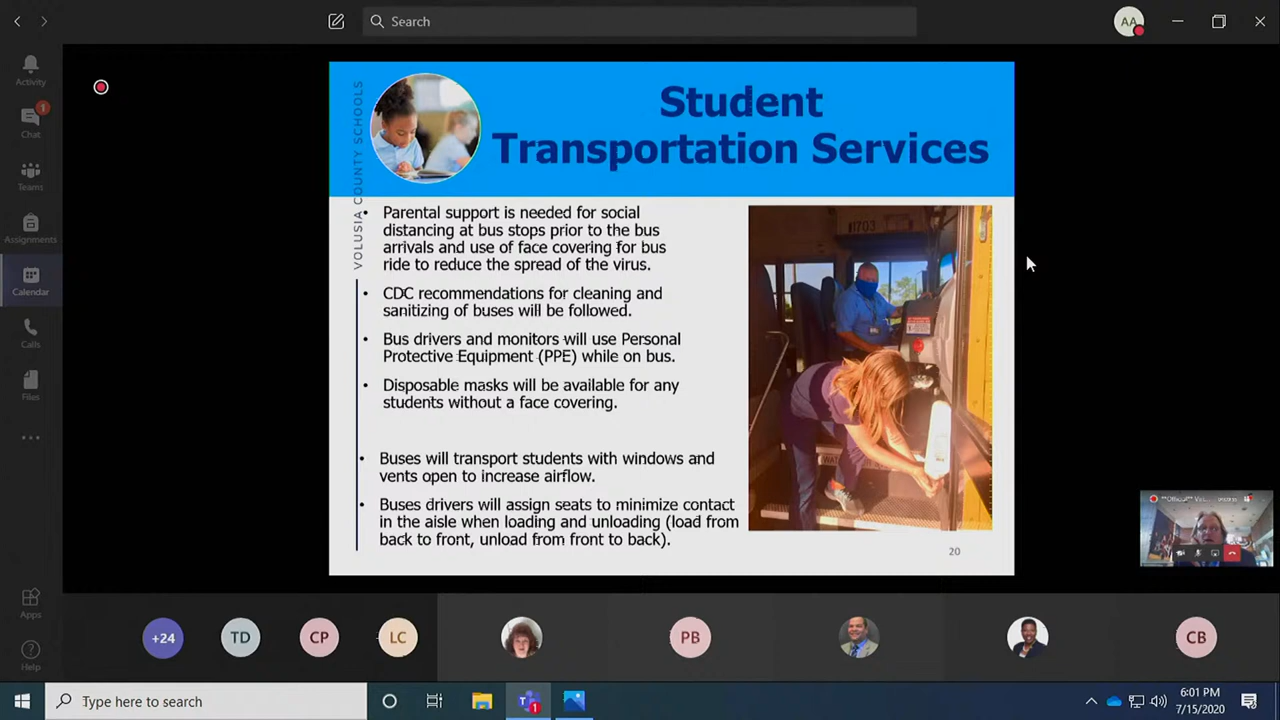 Search
AA
Activity
1
Chat
Teams
Assignments
Calendar
Calls
Files
Apps
Help
VOLUSIA COUNTY SCHOOLS
Student
Transportation Services
• Parental support is needed for social
distancing at bus stops prior to the bus
arrivals and use of face covering for bus
ride to reduce the spread of the virus.
• CDC recommendations for cleaning and
sanitizing of buses will be followed.
• Bus drivers and monitors will use Personal
Protective Equipment (PPE) while on bus.
• Disposable masks will be available for any
students without a face covering.
• Buses will transport students with windows and
vents open to increase airflow.
• Buses drivers will assign seats to minimize contact
in the aisle when loading and unloading (load from
back to front, unload from front to back).
1703
20
+24
TD
CP
LC
PB
CB
Type here to search
1
6:01 PM
7/15/2020